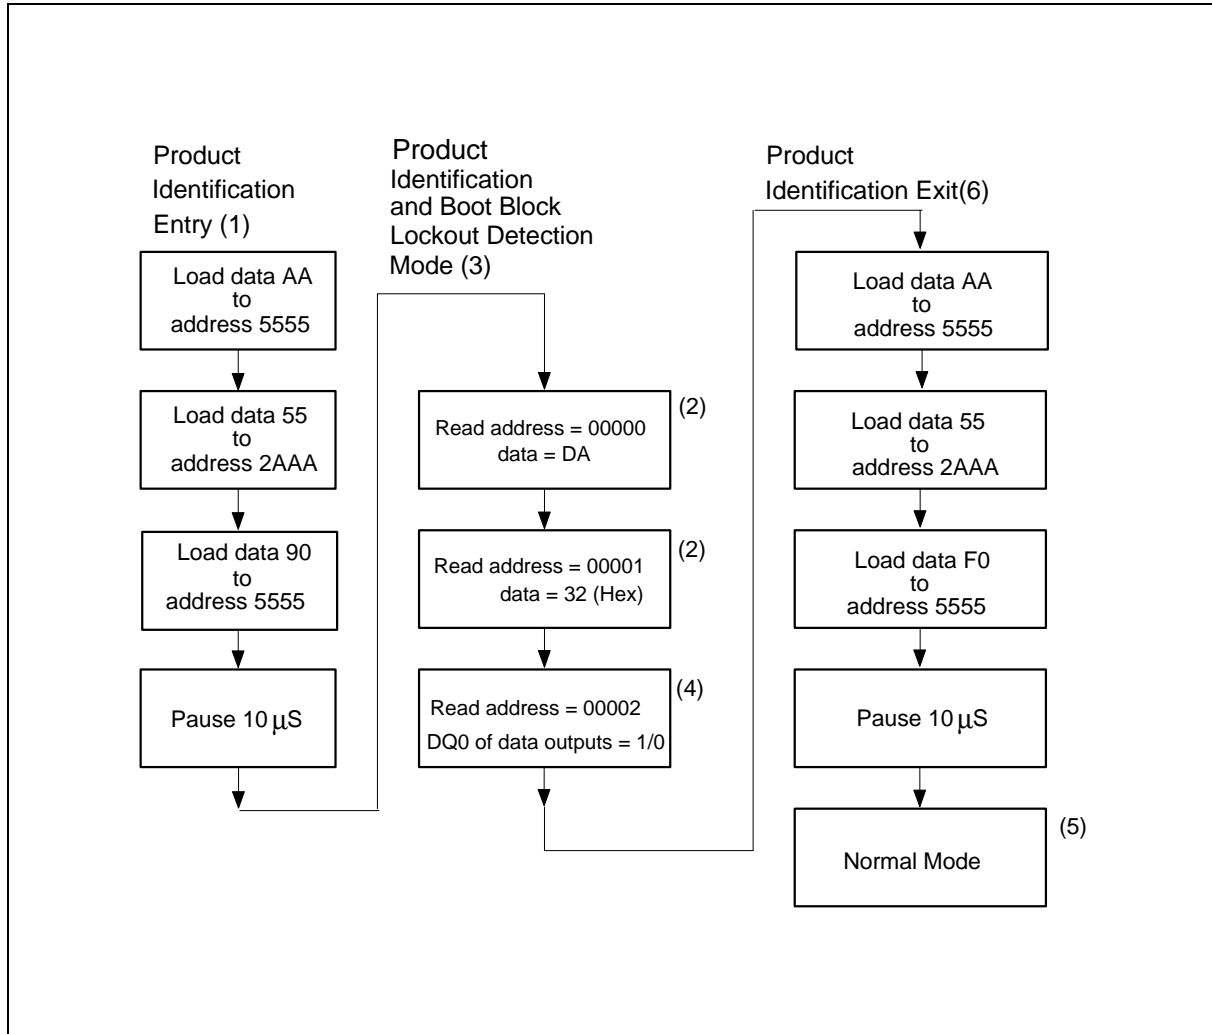 Product
Identification
Entry (1)
Load data AA
to
address 5555
Load data 55
to
address 2AAA
Load data 90
to
address 5555
Pause 10 μS
Product
Identification
and Boot Block
Lockout Detection
Mode (3)
Read address = 00000
data = DA
(2)
Read address = 00001
data = 32 (Hex)
(2)
Read address = 00002
DQ0 of data outputs = 1/0
(4)
Product
Identification Exit(6)
Load data AA
to
address 5555
Load data 55
to
address 2AAA
Load data F0
to
address 5555
Pause 10 μS
Normal Mode
(5)